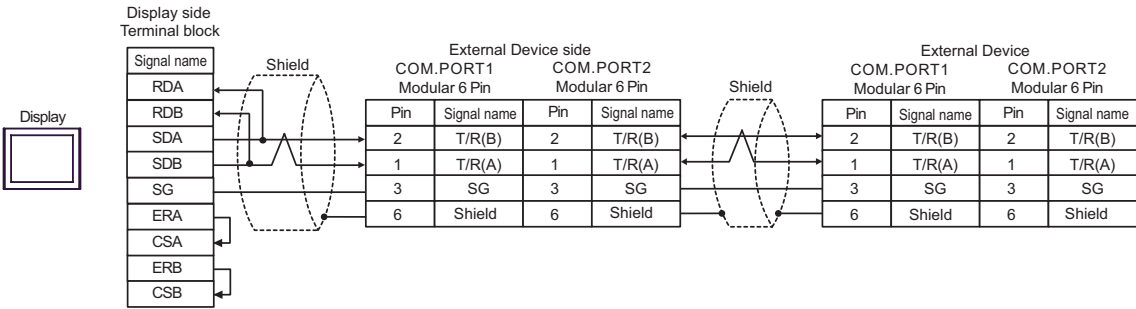 Display side
Terminal block
Display
Signal name
RDA
RDB
SDA
SDB
SG
ERA
CSA
ERB
CSB
Shield
External Device side
COM.PORT1 COM.PORT2
Modular 6 Pin Modular 6 Pin
Pin Signal name Pin Signal name
2 T/R(B) 2 T/R(B)
1 T/R(A) 1 T/R(A)
3 SG 3 SG
6 Shield 6 Shield
Shield
External Device
COM.PORT1 COM.PORT2
Modular 6 Pin Modular 6 Pin
Pin Signal name Pin Signal name
2 T/R(B) 2 T/R(B)
1 T/R(A) 1 T/R(A)
3 SG 3 SG
6 Shield 6 Shield